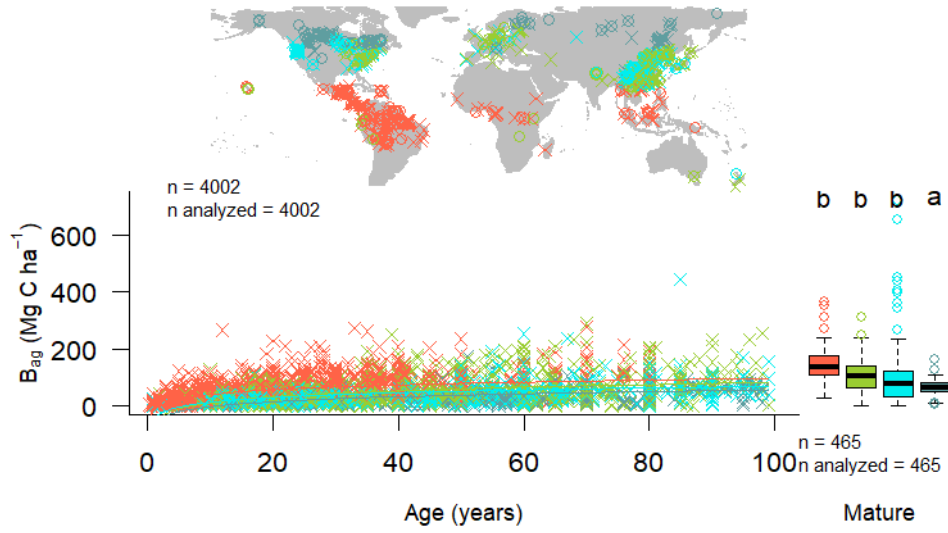 n = 4002
n analyzed = 4002
b b b a
B_ag (Mg C ha⁻¹)
600
400
200
0
0 20 40 60 80 100
n = 465
n analyzed = 465
Age (years)
Mature